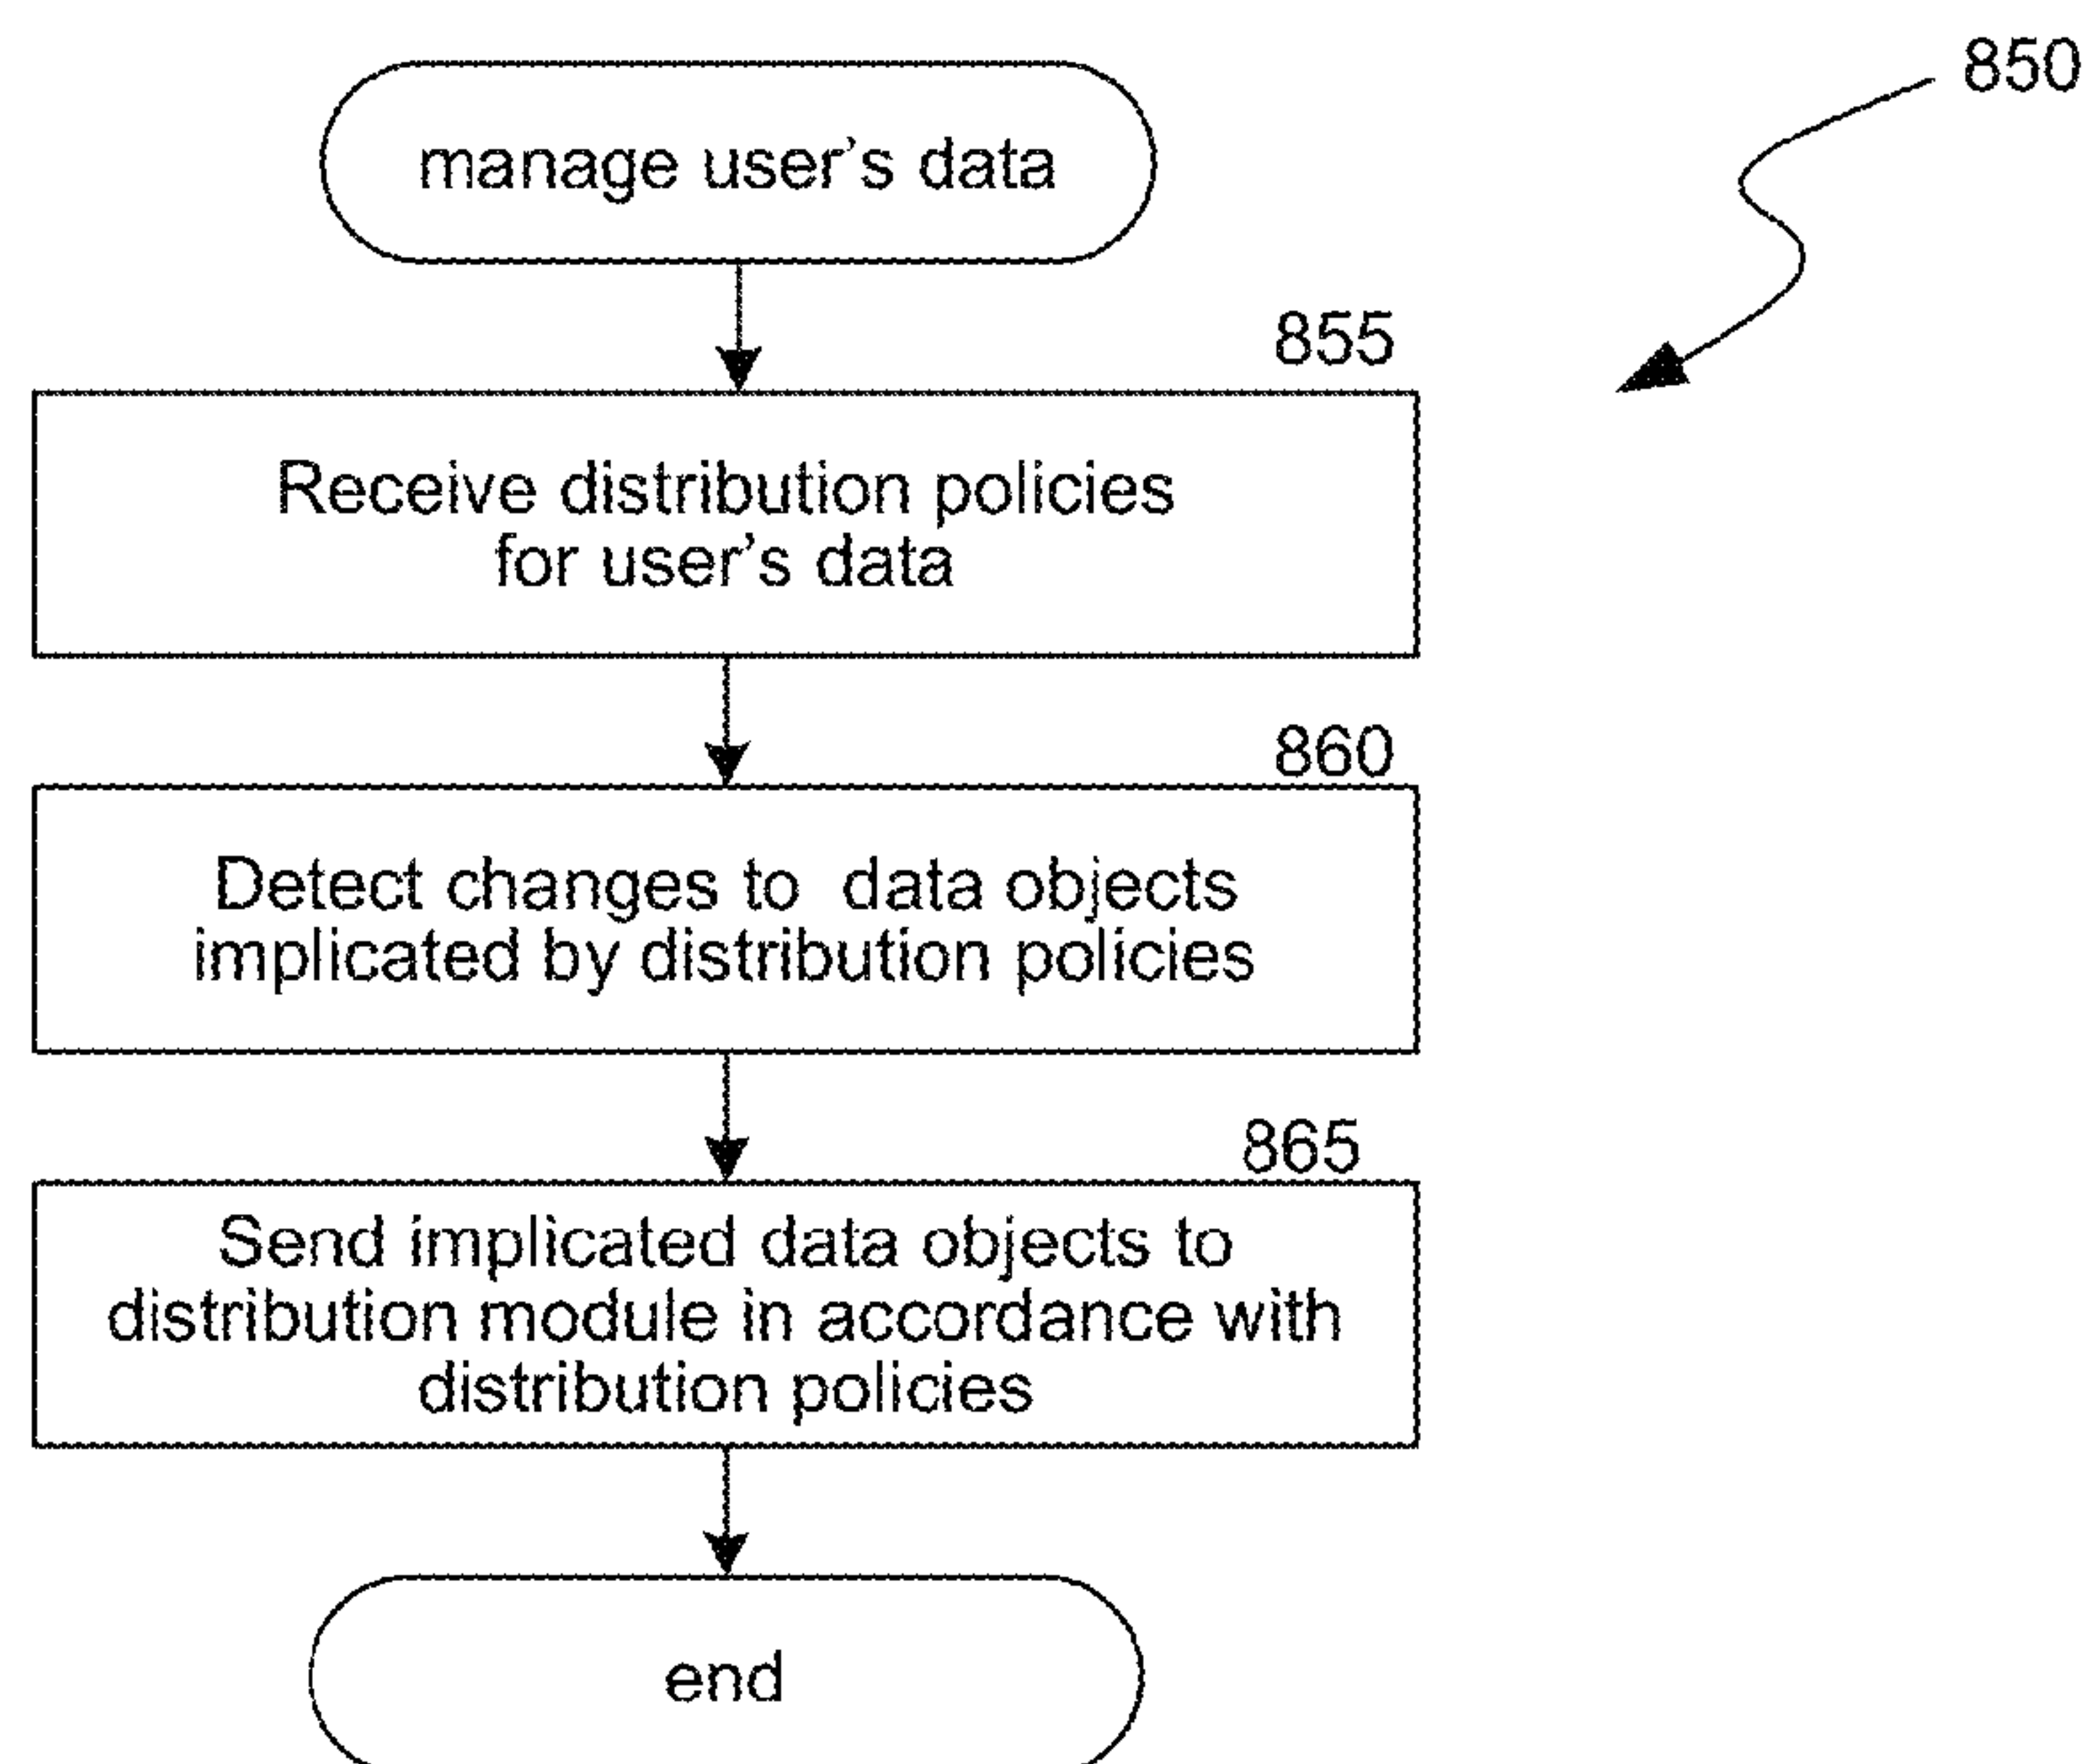 850
manage user's data
855
Receive distribution policies
for user's data
860
Detect changes to data objects
implicated by distribution policies
865
Send implicated data objects to
distribution module in accordance with
distribution policies
end